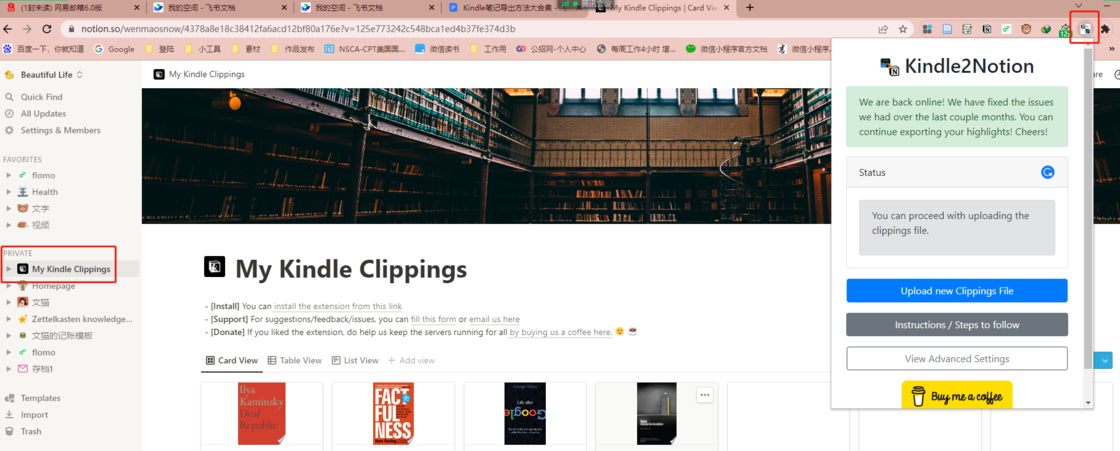 (1封未读) 网易邮箱6.0版
我的空间 - 飞书文档
我的空间 - 飞书文档
Kindle笔记导出方法大合集 -
腾讯会议
My Kindle Clippings | Card View
notion.so/wenmaosnow/4378a8e18c38412fa6acd12bf80a176e?v=125e773242c548bca1ed4b37fe374d3b
百度一下，你就知道
Google
登陆
小工具
素材
作品发布
NSCA-CPT美国国...
微信读书
工作用
公招网-个人中心
每周工作4小时 增...
微信小程序官方文档
Beautiful Life
My Kindle Clippings
Quick Find
All Updates
Settings & Members
FAVORITES
flomo
Health
文字
视频
PRIVATE
My Kindle Clippings
Homepage
文猫
Zettelkasten knowledge...
文猫的记账模板
flomo
存档1
Templates
Import
Trash
My Kindle Clippings
- [Install] You can install the extension from this link
- [Support] For suggestions/feedback/issues, you can fill this form or email us here
- [Donate] If you liked the extension, do help us keep the servers running for all by buying us a coffee here.
Card View
Table View
List View
Add view
Ilya
Kaminsky
Deaf
Republic
FACT
FUL
NESS
Google
Kindle2Notion
We are back online! We have fixed the issues
we had over the last couple months. You can
continue exporting your highlights! Cheers!
Status
You can proceed with uploading the
clippings file.
Upload new Clippings File
Instructions / Steps to follow
View Advanced Settings
Buy me a coffee